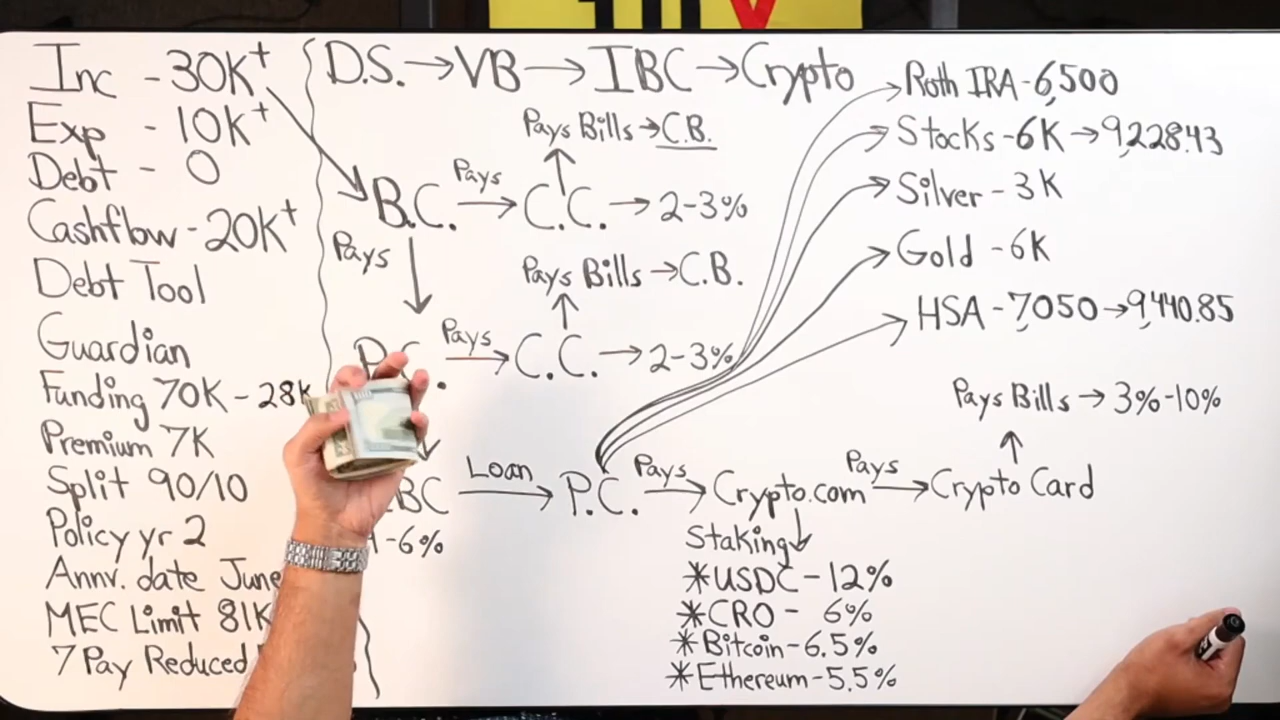 Inc - 30K+
Exp - 10K+
Debt - 0
Cashflow - 20K+
Debt Tool
Guardian
Funding 70K - 28K
Premium 7K
Split 90/10
Policy yr 2
Annv. date June
MEC Limit 81K
7 Pay Reduced
D.S. → VB → IBC → Crypto
Pays Bills → C.B.
B.C. Pays → C.C. → 2-3%
Pays
Pays Bills → C.B.
P.C. Pays → C.C. → 2-3%
BC Loan → P.C. Pays → Crypto.com Pays → Crypto Card
-6%
Pays Bills → 3%-10%
Staking
*USDC - 12%
*CRO - 6%
*Bitcoin - 6.5%
*Ethereum - 5.5%
Roth IRA - 6,500
Stocks - 6K → 9,228.43
Silver - 3K
Gold - 6K
HSA - 7,050 → 9,440.85